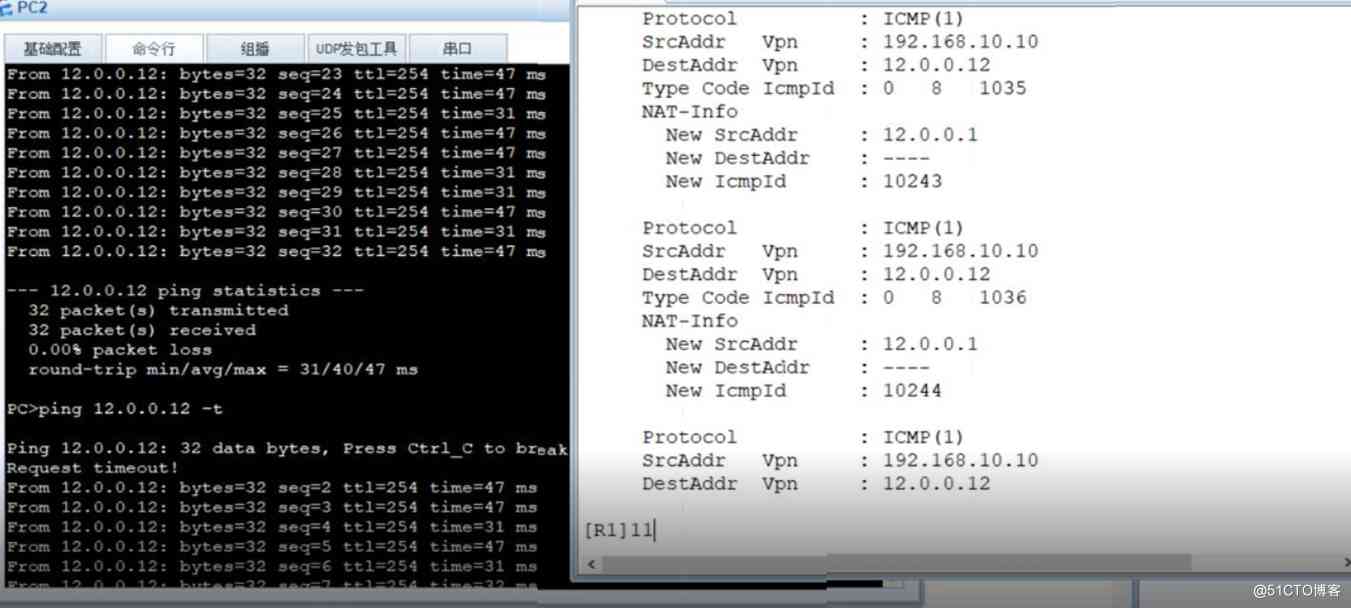 PC2
基础配置 命令行 组播 UDP发包工具 串口
From 12.0.0.12: bytes=32 seq=23 ttl=254 time=47 ms
From 12.0.0.12: bytes=32 seq=24 ttl=254 time=47 ms
From 12.0.0.12: bytes=32 seq=25 ttl=254 time=31 ms
From 12.0.0.12: bytes=32 seq=26 ttl=254 time=47 ms
From 12.0.0.12: bytes=32 seq=27 ttl=254 time=47 ms
From 12.0.0.12: bytes=32 seq=28 ttl=254 time=31 ms
From 12.0.0.12: bytes=32 seq=29 ttl=254 time=31 ms
From 12.0.0.12: bytes=32 seq=30 ttl=254 time=47 ms
From 12.0.0.12: bytes=32 seq=31 ttl=254 time=31 ms
From 12.0.0.12: bytes=32 seq=32 ttl=254 time=47 ms
--- 12.0.0.12 ping statistics ---
32 packet(s) transmitted
32 packet(s) received
0.00% packet loss
round-trip min/avg/max = 31/40/47 ms
PC>ping 12.0.0.12 -t
Ping 12.0.0.12: 32 data bytes, Press Ctrl_C to break
Request timeout!
From 12.0.0.12: bytes=32 seq=2 ttl=254 time=47 ms
From 12.0.0.12: bytes=32 seq=3 ttl=254 time=47 ms
From 12.0.0.12: bytes=32 seq=4 ttl=254 time=31 ms
From 12.0.0.12: bytes=32 seq=5 ttl=254 time=47 ms
From 12.0.0.12: bytes=32 seq=6 ttl=254 time=31 ms
From 12.0.0.12: bytes=32 seq=7 ttl=254 time=32 ms
Protocol : ICMP(1)
SrcAddr Vpn : 192.168.10.10
DestAddr Vpn : 12.0.0.12
Type Code IcmpId : 0 8 1035
NAT-Info
New SrcAddr : 12.0.0.1
New DestAddr : ----
New IcmpId : 10243
Protocol : ICMP(1)
SrcAddr Vpn : 192.168.10.10
DestAddr Vpn : 12.0.0.12
Type Code IcmpId : 0 8 1036
NAT-Info
New SrcAddr : 12.0.0.1
New DestAddr : ----
New IcmpId : 10244
Protocol : ICMP(1)
SrcAddr Vpn : 192.168.10.10
DestAddr Vpn : 12.0.0.12
[R1]11
@51CTO博客